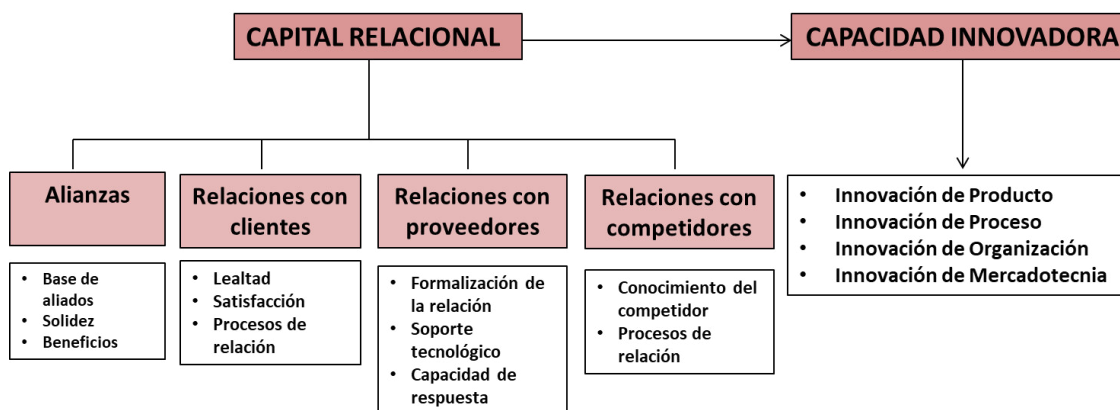 CAPITAL RELACIONAL
CAPACIDAD INNOVADORA
Alianzas
Relaciones con
clientes
Relaciones con
proveedores
Relaciones con
competidores
• Innovación de Producto
• Innovación de Proceso
• Innovación de Organización
• Innovación de Mercadotecnia
• Base de
aliados
• Solidez
• Beneficios
• Lealtad
• Satisfacción
• Procesos de
relación
• Formalización de
la relación
• Soporte
tecnológico
• Capacidad de
respuesta
• Conocimiento del
competidor
• Procesos de
relación